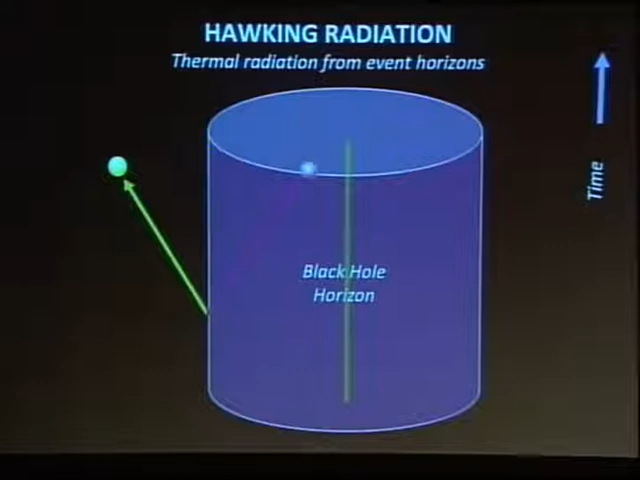 HAWKING RADIATION
Thermal radiation from event horizons
Time
Black Hole
Horizon